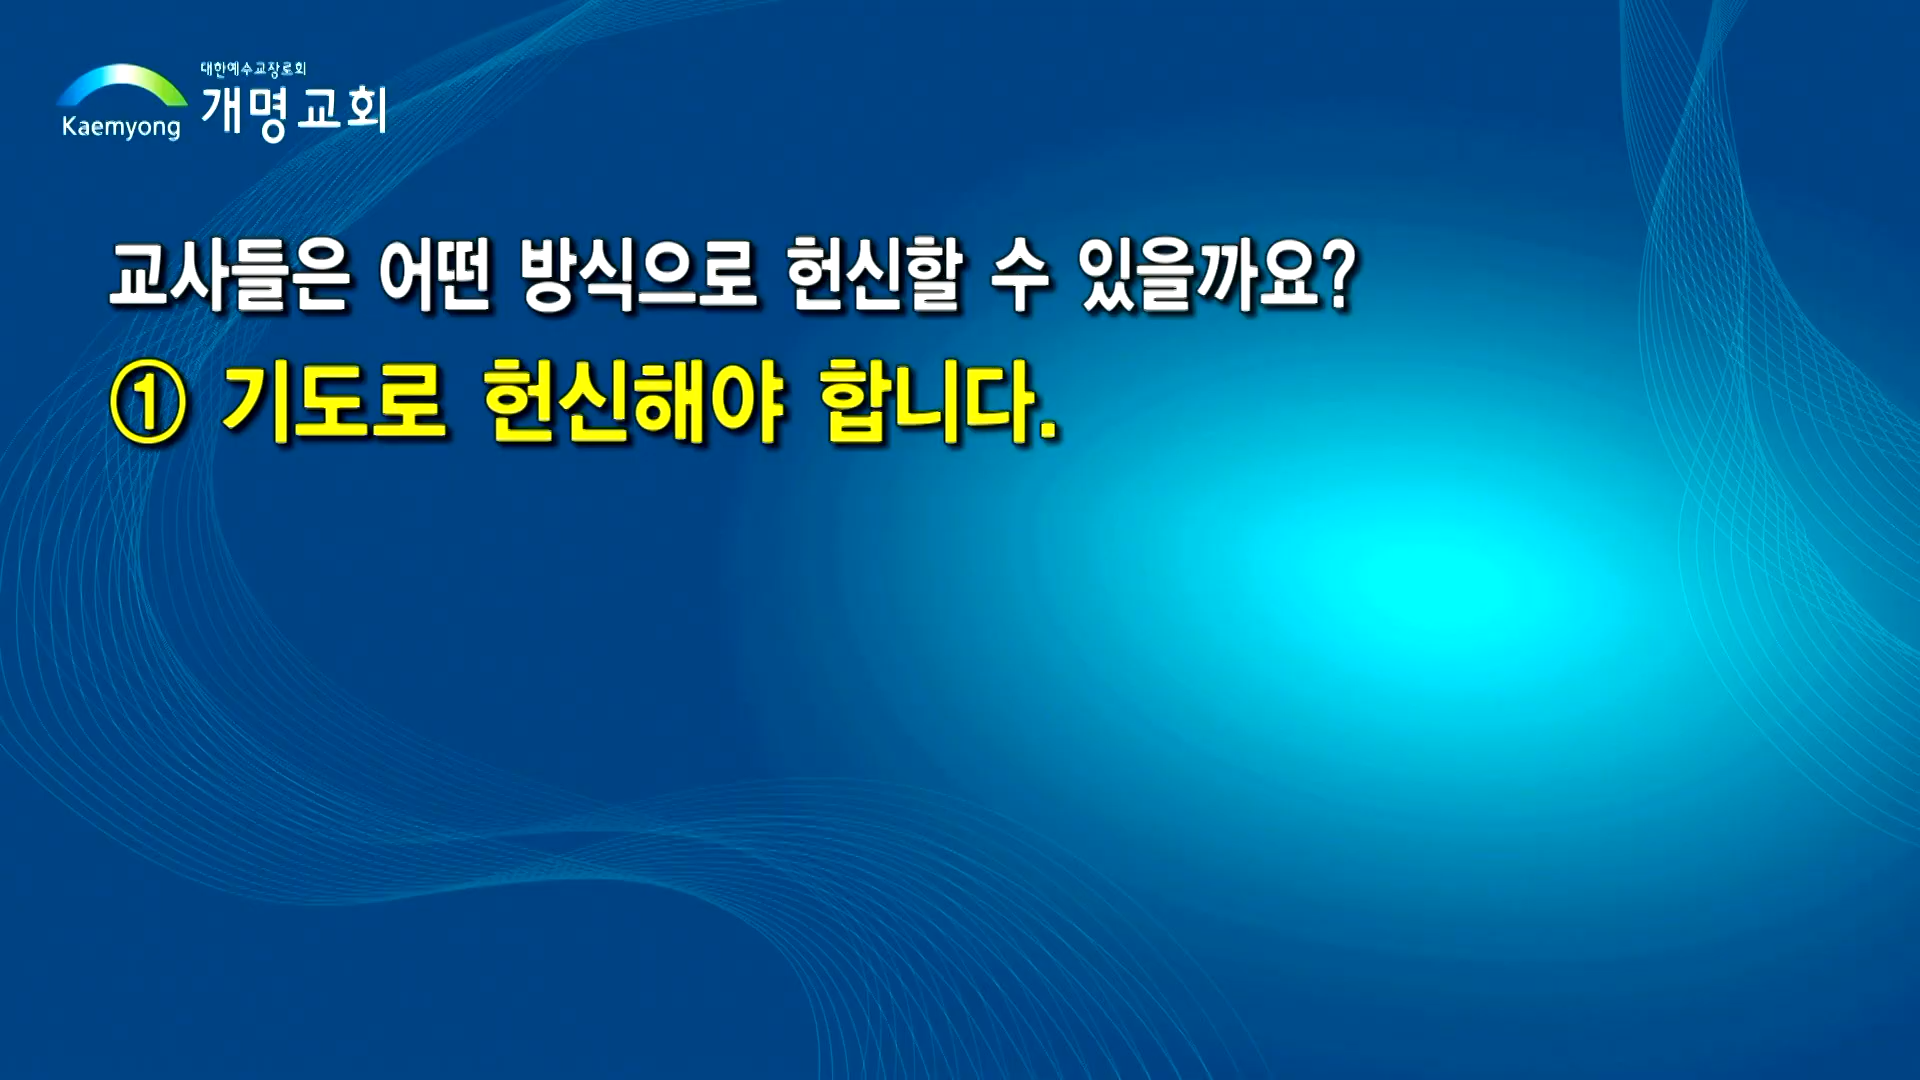 대한예수교장로회
개명교회
Kaemyong
교사들은 어떤 방식으로 헌신할 수 있을까요?
① 기도로 헌신해야 합니다.